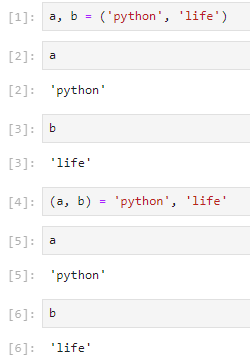 [1]: a, b = ('python', 'life')
[2]: a
[2]: 'python'
[3]: b
[3]: 'life'
[4]: (a, b) = 'python', 'life'
[5]: a
[5]: 'python'
[6]: b
[6]: 'life'